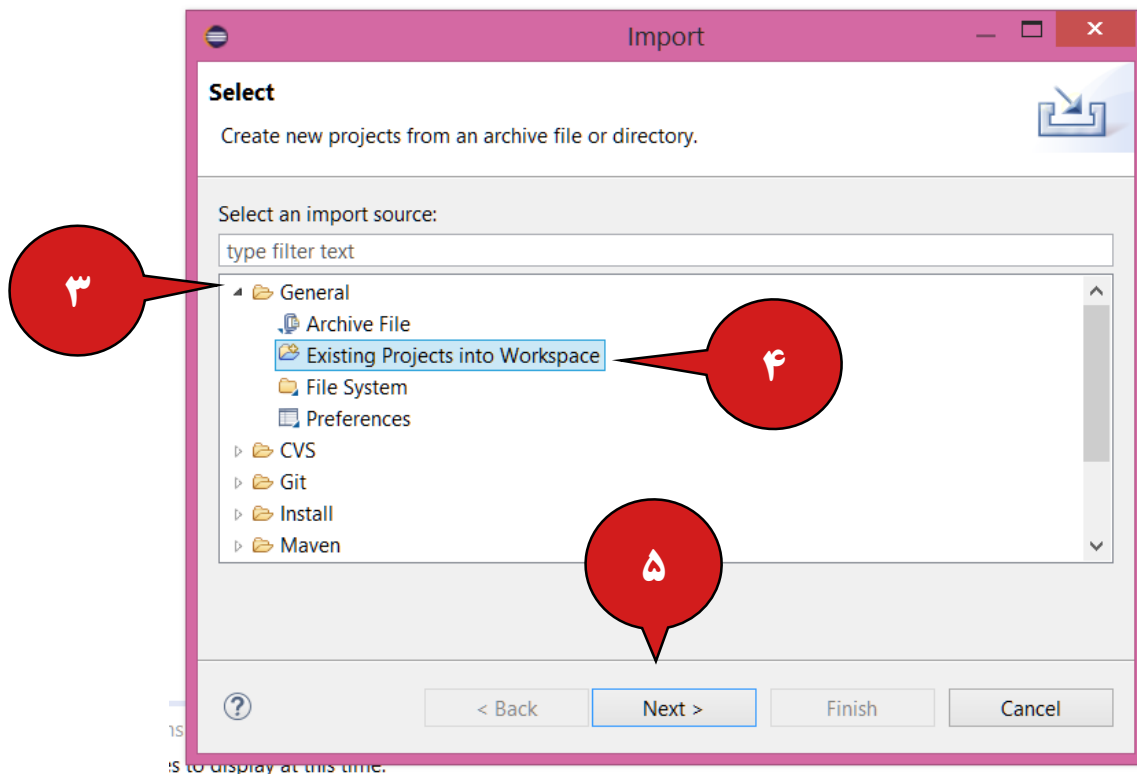 Import
Select
Create new projects from an archive file or directory.
Select an import source:
type filter text
۳
General
Archive File
Existing Projects into Workspace
۴
File System
Preferences
CVS
Git
Install
Maven
۵
< Back
Next >
Finish
Cancel
es to display at this time.